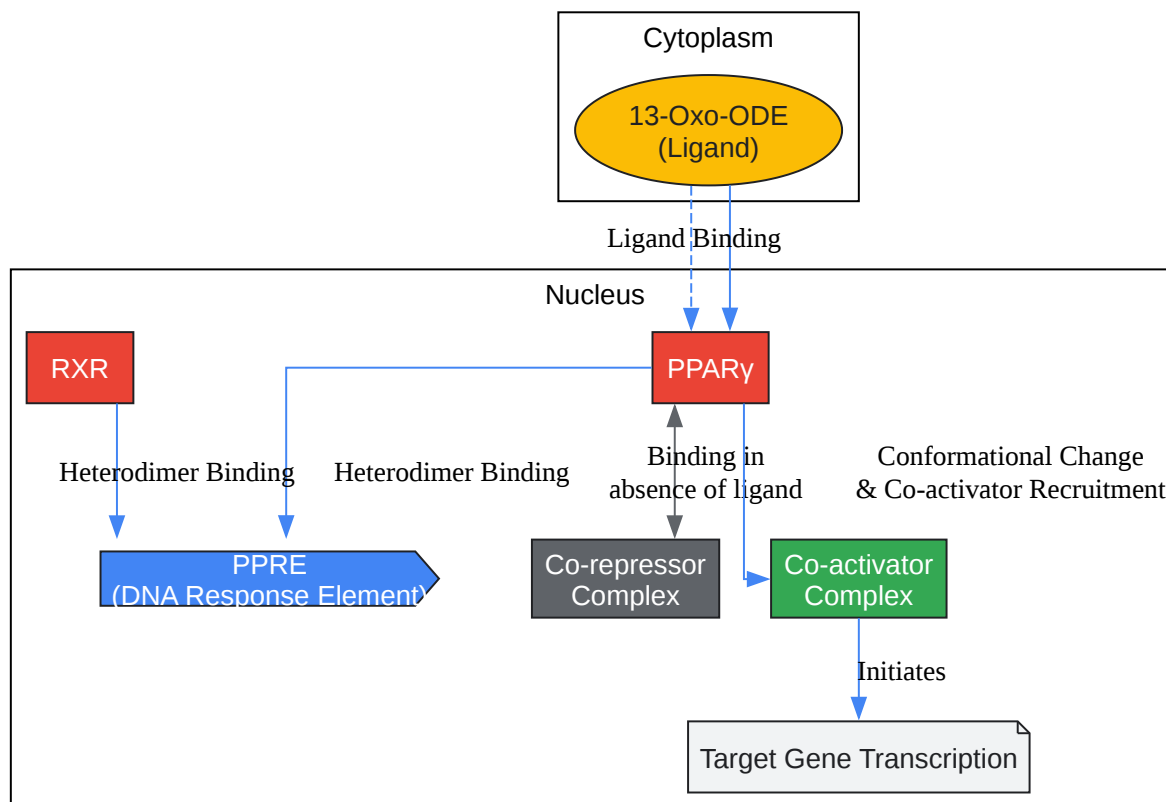 Cytoplasm
13-Oxo-ODE
(Ligand)
Ligand Binding
Nucleus
RXR
PPARγ
Heterodimer Binding
Heterodimer Binding
Binding in
absence of ligand
Conformational Change
& Co-activator Recruitment
PPRE
(DNA Response Element)
Co-repressor
Complex
Co-activator
Complex
Initiates
Target Gene Transcription